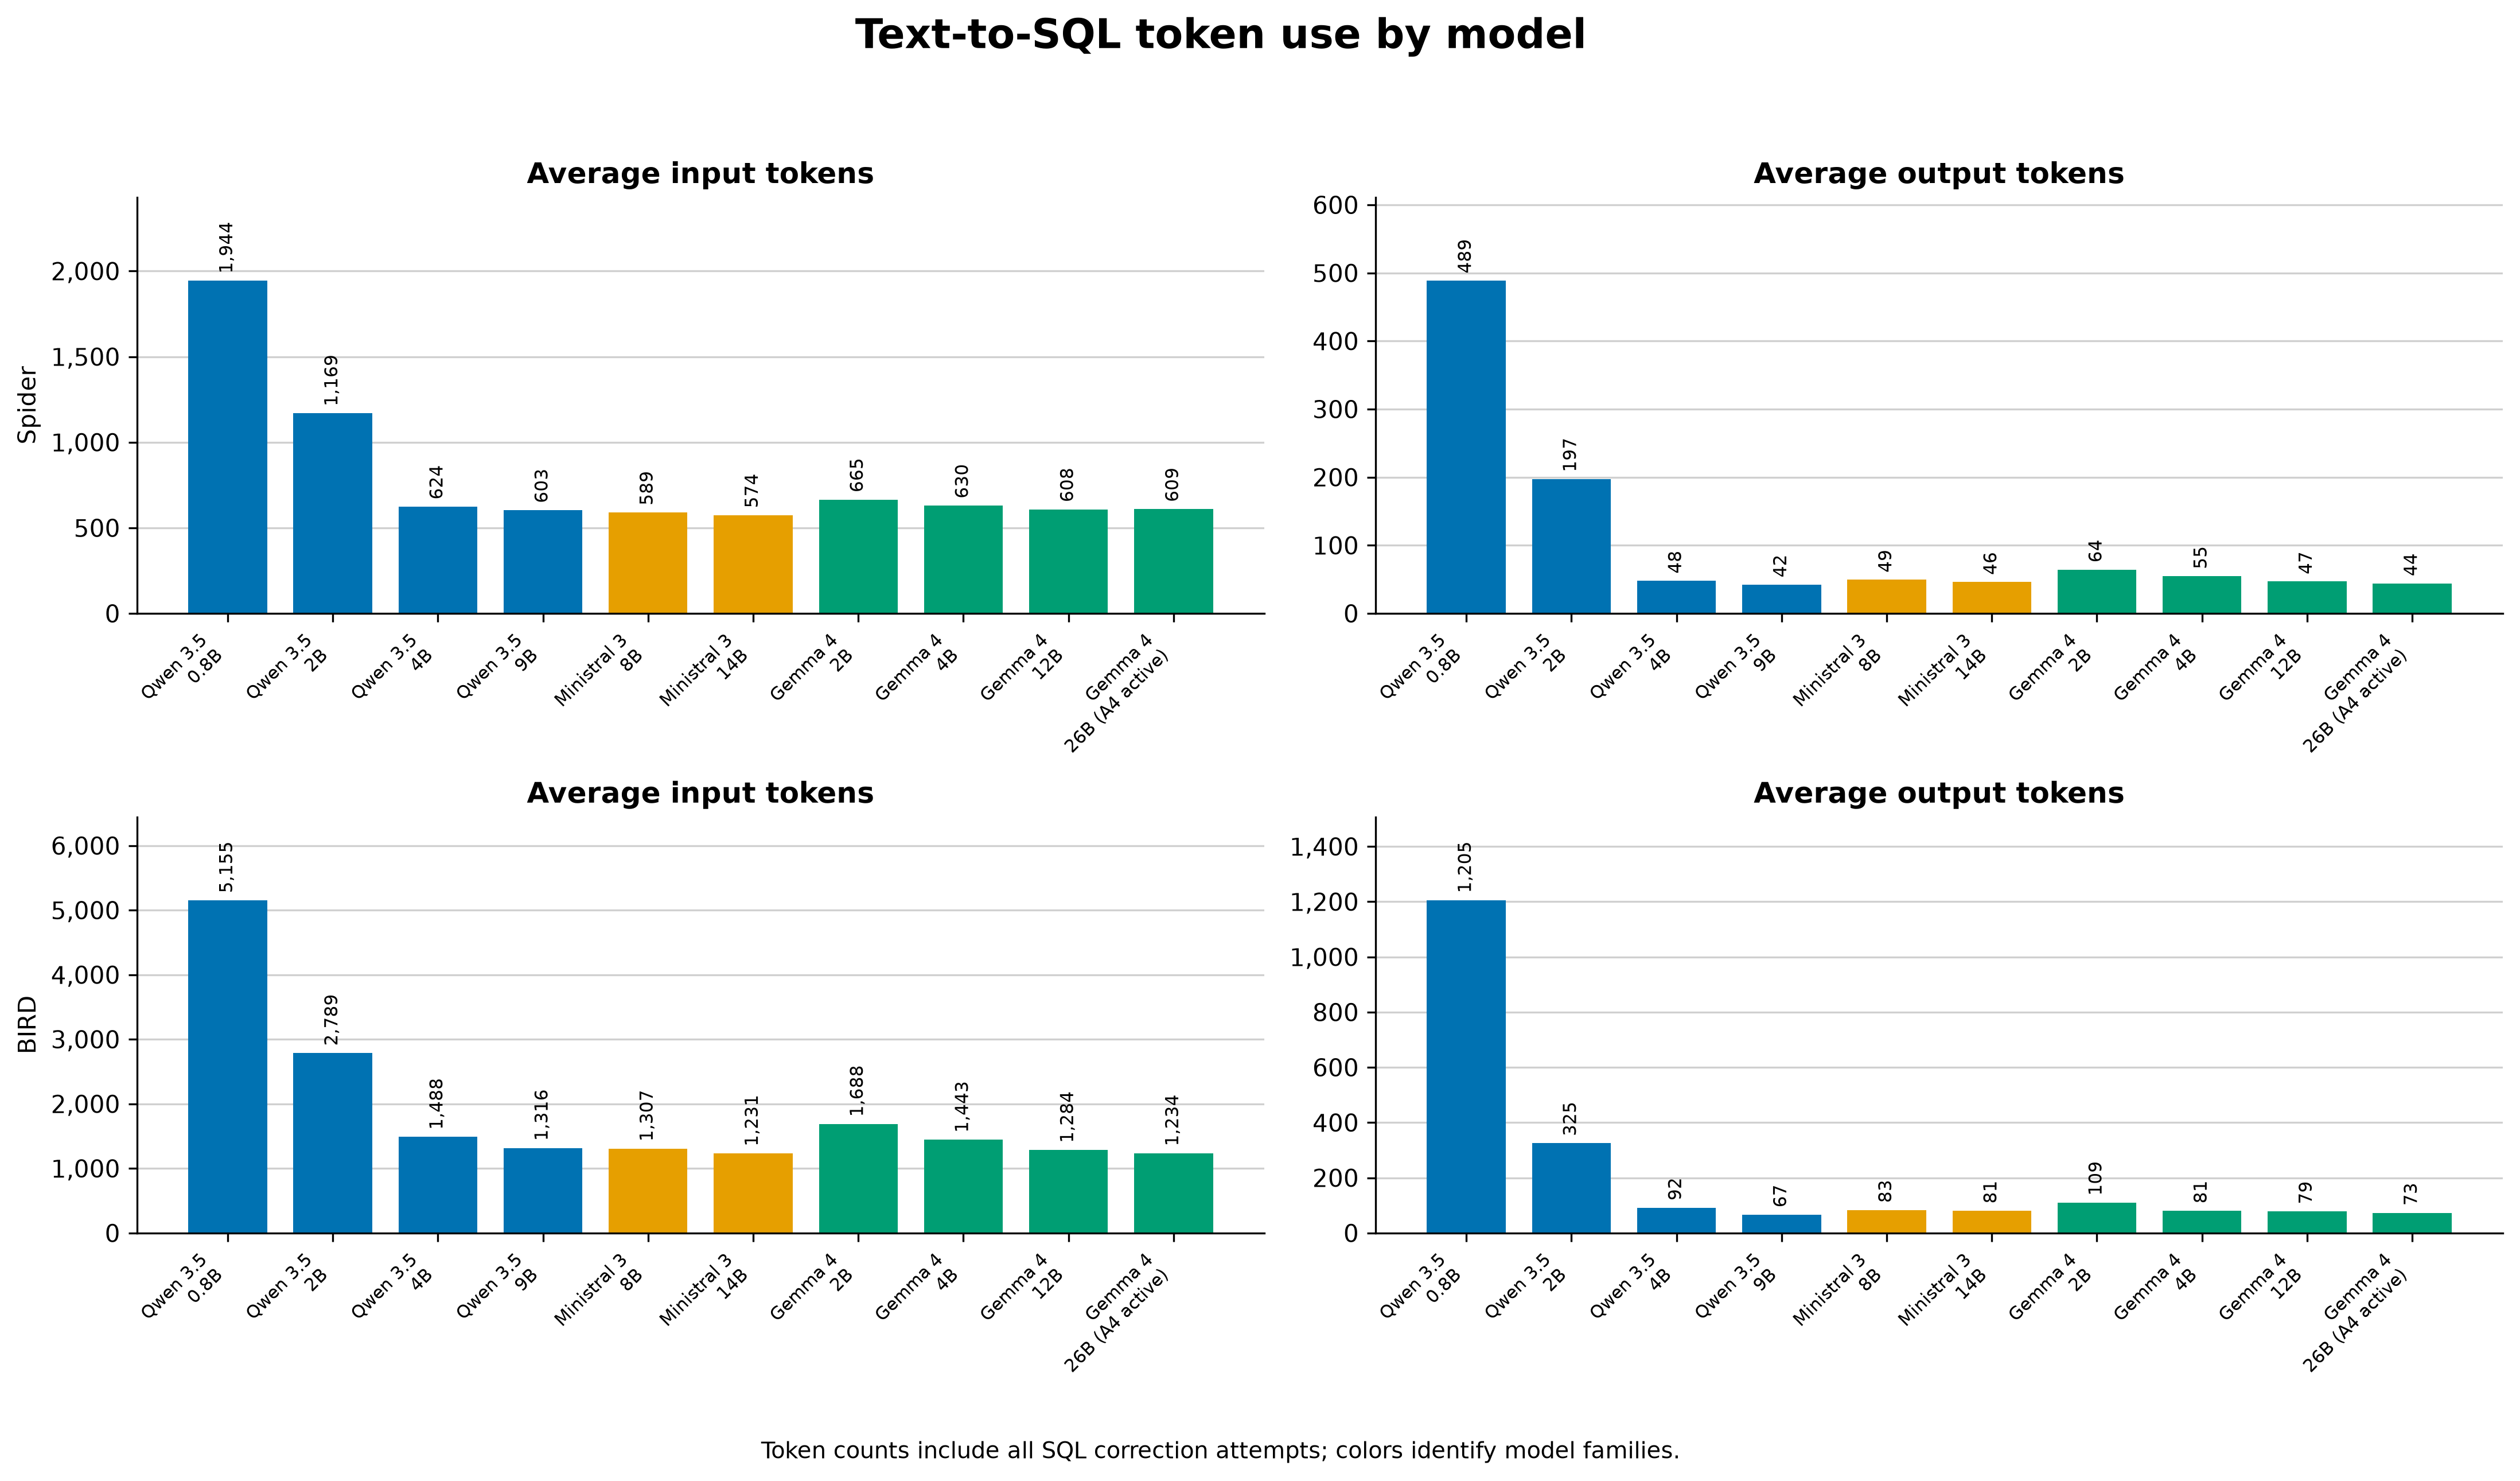 Text-to-SQL token use by model
Average input tokens
Spider
2,000
1,500
1,000
500
0
1,944
1,169
624
603
589
574
665
630
608
609
Qwen 3.5
0.8B
Qwen 3.5
2B
Qwen 3.5
4B
Qwen 3.5
9B
Ministral 3
8B
Ministral 3
14B
Gemma 4
2B
Gemma 4
4B
Gemma 4
12B
Gemma 4
26B (A4 active)
Average output tokens
600
500
400
300
200
100
0
489
197
48
42
49
46
64
55
47
44
Qwen 3.5
0.8B
Qwen 3.5
2B
Qwen 3.5
4B
Qwen 3.5
9B
Ministral 3
8B
Ministral 3
14B
Gemma 4
2B
Gemma 4
4B
Gemma 4
12B
Gemma 4
26B (A4 active)
Average input tokens
BIRD
6,000
5,000
4,000
3,000
2,000
1,000
0
5,155
2,789
1,488
1,316
1,307
1,231
1,688
1,443
1,284
1,234
Qwen 3.5
0.8B
Qwen 3.5
2B
Qwen 3.5
4B
Qwen 3.5
9B
Ministral 3
8B
Ministral 3
14B
Gemma 4
2B
Gemma 4
4B
Gemma 4
12B
Gemma 4
26B (A4 active)
Average output tokens
1,400
1,200
1,000
800
600
400
200
0
1,205
325
92
67
83
81
109
81
79
73
Qwen 3.5
0.8B
Qwen 3.5
2B
Qwen 3.5
4B
Qwen 3.5
9B
Ministral 3
8B
Ministral 3
14B
Gemma 4
2B
Gemma 4
4B
Gemma 4
12B
Gemma 4
26B (A4 active)
Token counts include all SQL correction attempts; colors identify model families.